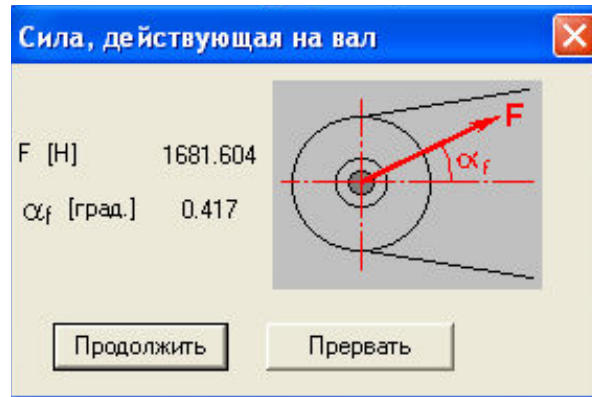 Сила, действующая на вал
F [Н] 1681.604
αf [град.] 0.417
F
αf
Продолжить Прервать